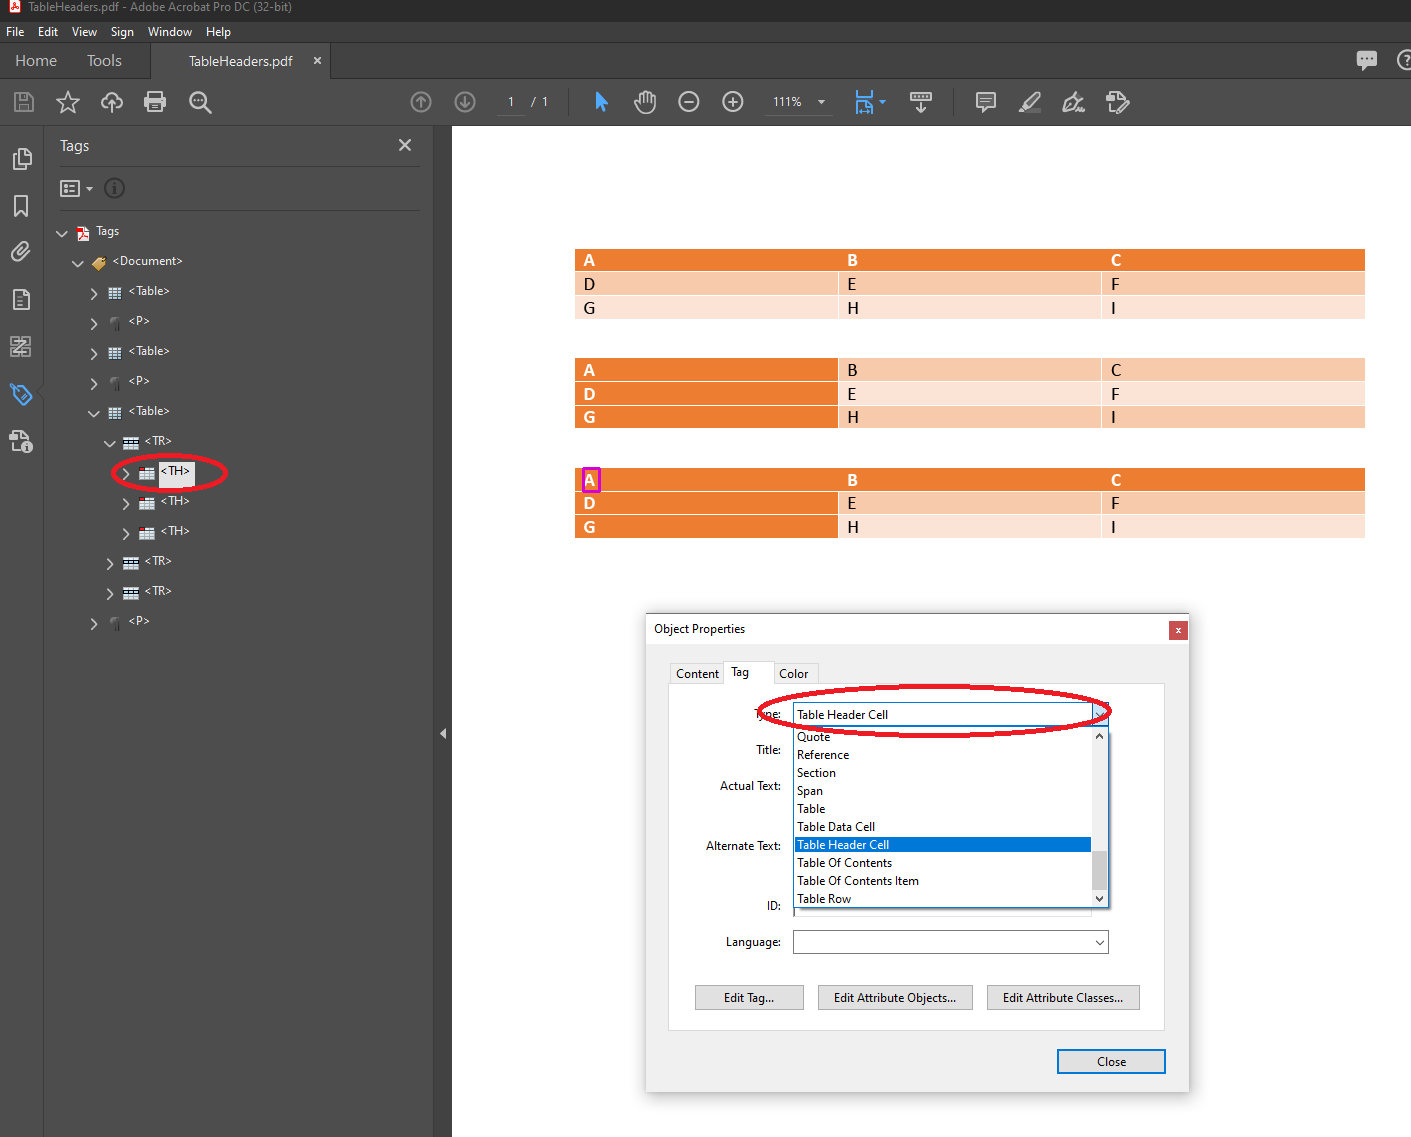 TableHeaders.pdf - Adobe Acrobat Pro DC (32-bit)
File Edit View Sign Window Help
Home Tools TableHeaders.pdf ×
1 / 1 111%
Tags
Tags
<Document>
<Table>
<P>
<Table>
<P>
<Table>
<TR>
<TH>
<TH>
<TH>
<TR>
<TR>
<P>
A B C
D E F
G H I
A B C
D E F
G H I
A B C
D E F
G H I
Object Properties x
Content Tag Color
Type: Table Header Cell
Quote
Title:
Reference
Section
Actual Text:
Span
Table
Table Data Cell
Alternate Text:
Table Header Cell
Table Of Contents
Table Of Contents Item
ID:
Table Row
Language:
Edit Tag... Edit Attribute Objects... Edit Attribute Classes...
Close